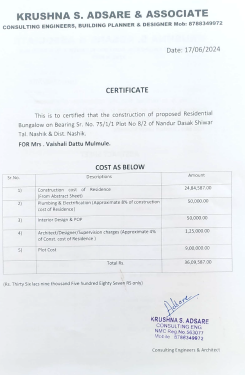 KRUSHNA S. ADSARE & ASSOCIATE
CONSULTING ENGINEERS, BUILDING PLANNER & DESIGNER Mob: 8788349972
Date: 17/06/2024
CERTIFICATE
This is to certified that the construction of proposed Residential
Bungalow on Bearing Sr. No. 75/1/1 Plot No 8/2 of Nandur Dasak Shiwar
Tal. Nashik & Dist. Nashik.
FOR Mrs . Vaishali Dattu Mulmule.
COST AS BELOW
Sr No. Descriptions Amount
1) Construction cost of Residence 24,84,587.00
(From Abstract Sheet)
2) Plumbing & Electrification (Approximate 8% of construction 50,000.00
cost of Residence)
3) Interior Design & POP 50,000.00
4) Architect/Designer/Supervision charges (Approximate 4% 1,25,000.00
of Const. cost of Residence )
5) Plot Cost 9,00,000.00
Total Rs. 36,09,587.00
(Rs. Thirty Six lacs nine thousand Five Hundred Eighty Seven RS only)
Adsare
KRUSHNA S. ADSARE
CONSULTING ENG.
NMC Reg No.563077
Mobile : 8788349972
Consulting Engineers & Architect